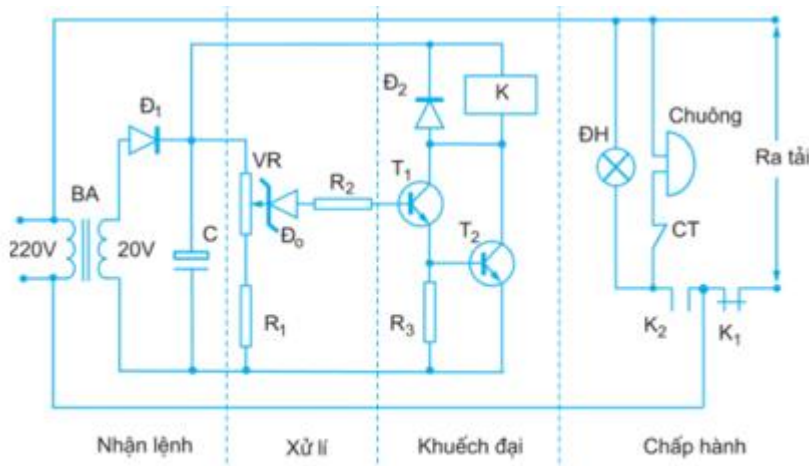 Đ₁
BA
220V
20V
C
VR
Đₒ
R₁
R₂
Đ₂
K
T₁
T₂
R₃
ĐH
Chuông
CT
Ra tải
K₂
K₁
Nhận lệnh
Xử lí
Khuếch đại
Chấp hành